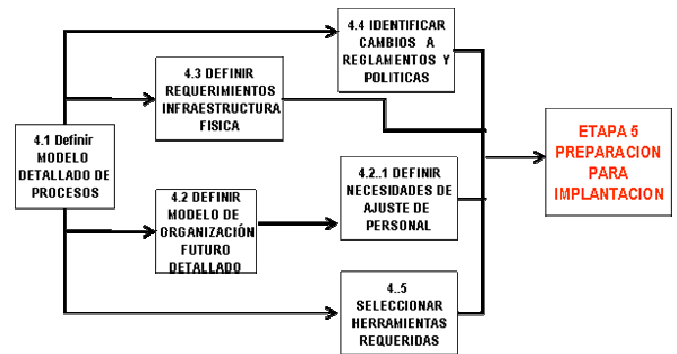 4.4 IDENTIFICAR
CAMBIOS A
REGLAMENTOS Y
POLITICAS
4.3 DEFINIR
REQUERIMIENTOS
INFRAESTRUCTURA
FISICA
4.1 Definir
MODELO
DETALLADO DE
PROCESOS
ETAPA 5
PREPARACION
PARA
IMPLANTACION
4.2 DEFINIR
MODELO DE
ORGANIZACIÓN
FUTURO
DETALLADO
4.2..1 DEFINIR
NECESIDADES DE
AJUSTE DE
PERSONAL
4..5
SELECCIONAR
HERRAMIENTAS
REQUERIDAS